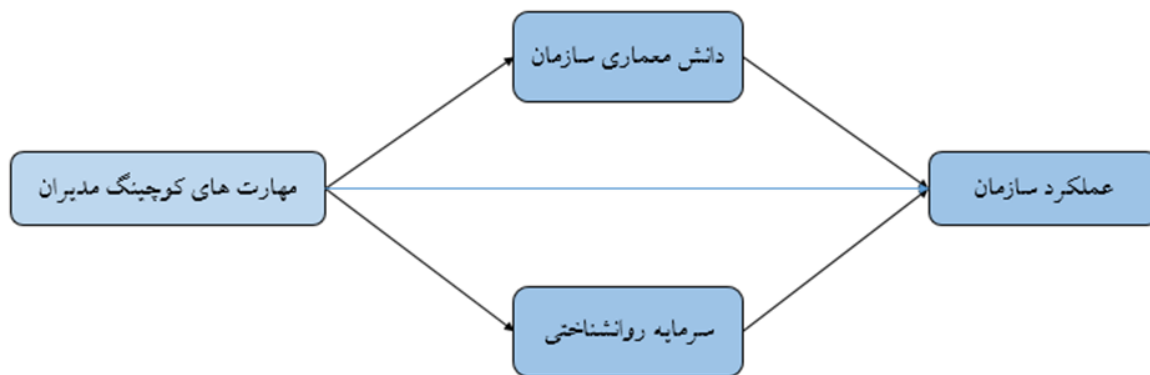 دانش معماری سازمان
مهارت های کوچینگ مدیران
عملکرد سازمان
سرمایه روانشناختی